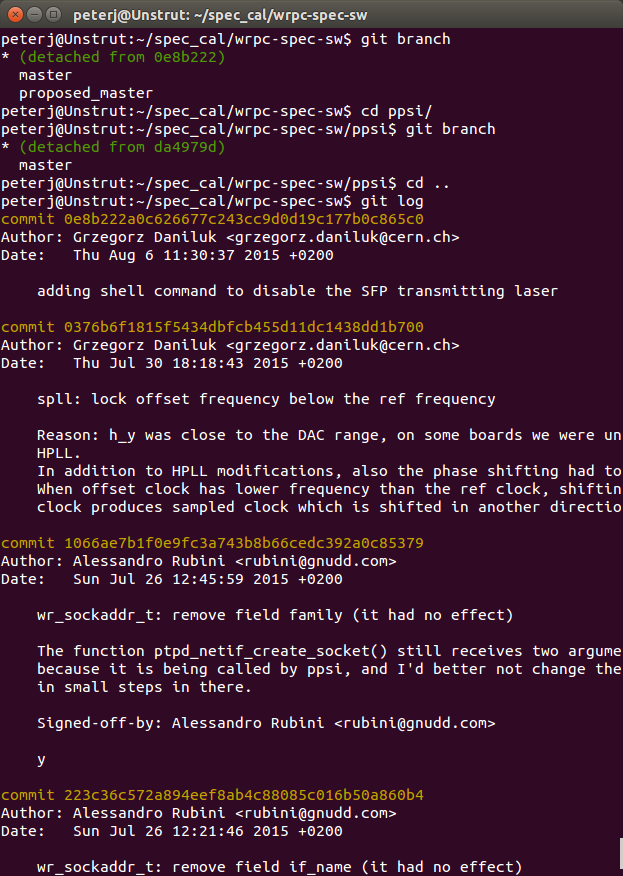 peterj@Unstrut: ~/spec_cal/wrpc-spec-sw
peterj@Unstrut:~/spec_cal/wrpc-spec-sw$ git branch
* (detached from 0e8b222)
  master
  proposed_master
peterj@Unstrut:~/spec_cal/wrpc-spec-sw$ cd ppsi/
peterj@Unstrut:~/spec_cal/wrpc-spec-sw/ppsi$ git branch
* (detached from da4979d)
  master
peterj@Unstrut:~/spec_cal/wrpc-spec-sw/ppsi$ cd ..
peterj@Unstrut:~/spec_cal/wrpc-spec-sw$ git log
commit 0e8b222a0c626677c243cc9d0d19c177b0c865c0
Author: Grzegorz Daniluk <grzegorz.daniluk@cern.ch>
Date:   Thu Aug 6 11:30:37 2015 +0200

    adding shell command to disable the SFP transmitting laser

commit 0376b6f1815f5434dbfcb455d11dc1438dd1b700
Author: Grzegorz Daniluk <grzegorz.daniluk@cern.ch>
Date:   Thu Jul 30 18:18:43 2015 +0200

    spll: lock offset frequency below the ref frequency

    Reason: h_y was close to the DAC range, on some boards we were un
    HPLL.
    In addition to HPLL modifications, also the phase shifting had to
    When offset clock has lower frequency than the ref clock, shiftin
    clock produces sampled clock which is shifted in another directio

commit 1066ae7b1f0e9fc3a743b8b66cedc392a0c85379
Author: Alessandro Rubini <rubini@gnudd.com>
Date:   Sun Jul 26 12:45:59 2015 +0200

    wr_sockaddr_t: remove field family (it had no effect)

    The function ptpd_netif_create_socket() still receives two argume
    because it is being called by ppsi, and I'd better not change the
    in small steps in there.

    Signed-off-by: Alessandro Rubini <rubini@gnudd.com>

    y

commit 223c36c572a894eef8ab4c88085c016b50a860b4
Author: Alessandro Rubini <rubini@gnudd.com>
Date:   Sun Jul 26 12:21:46 2015 +0200

    wr_sockaddr_t: remove field if_name (it had no effect)